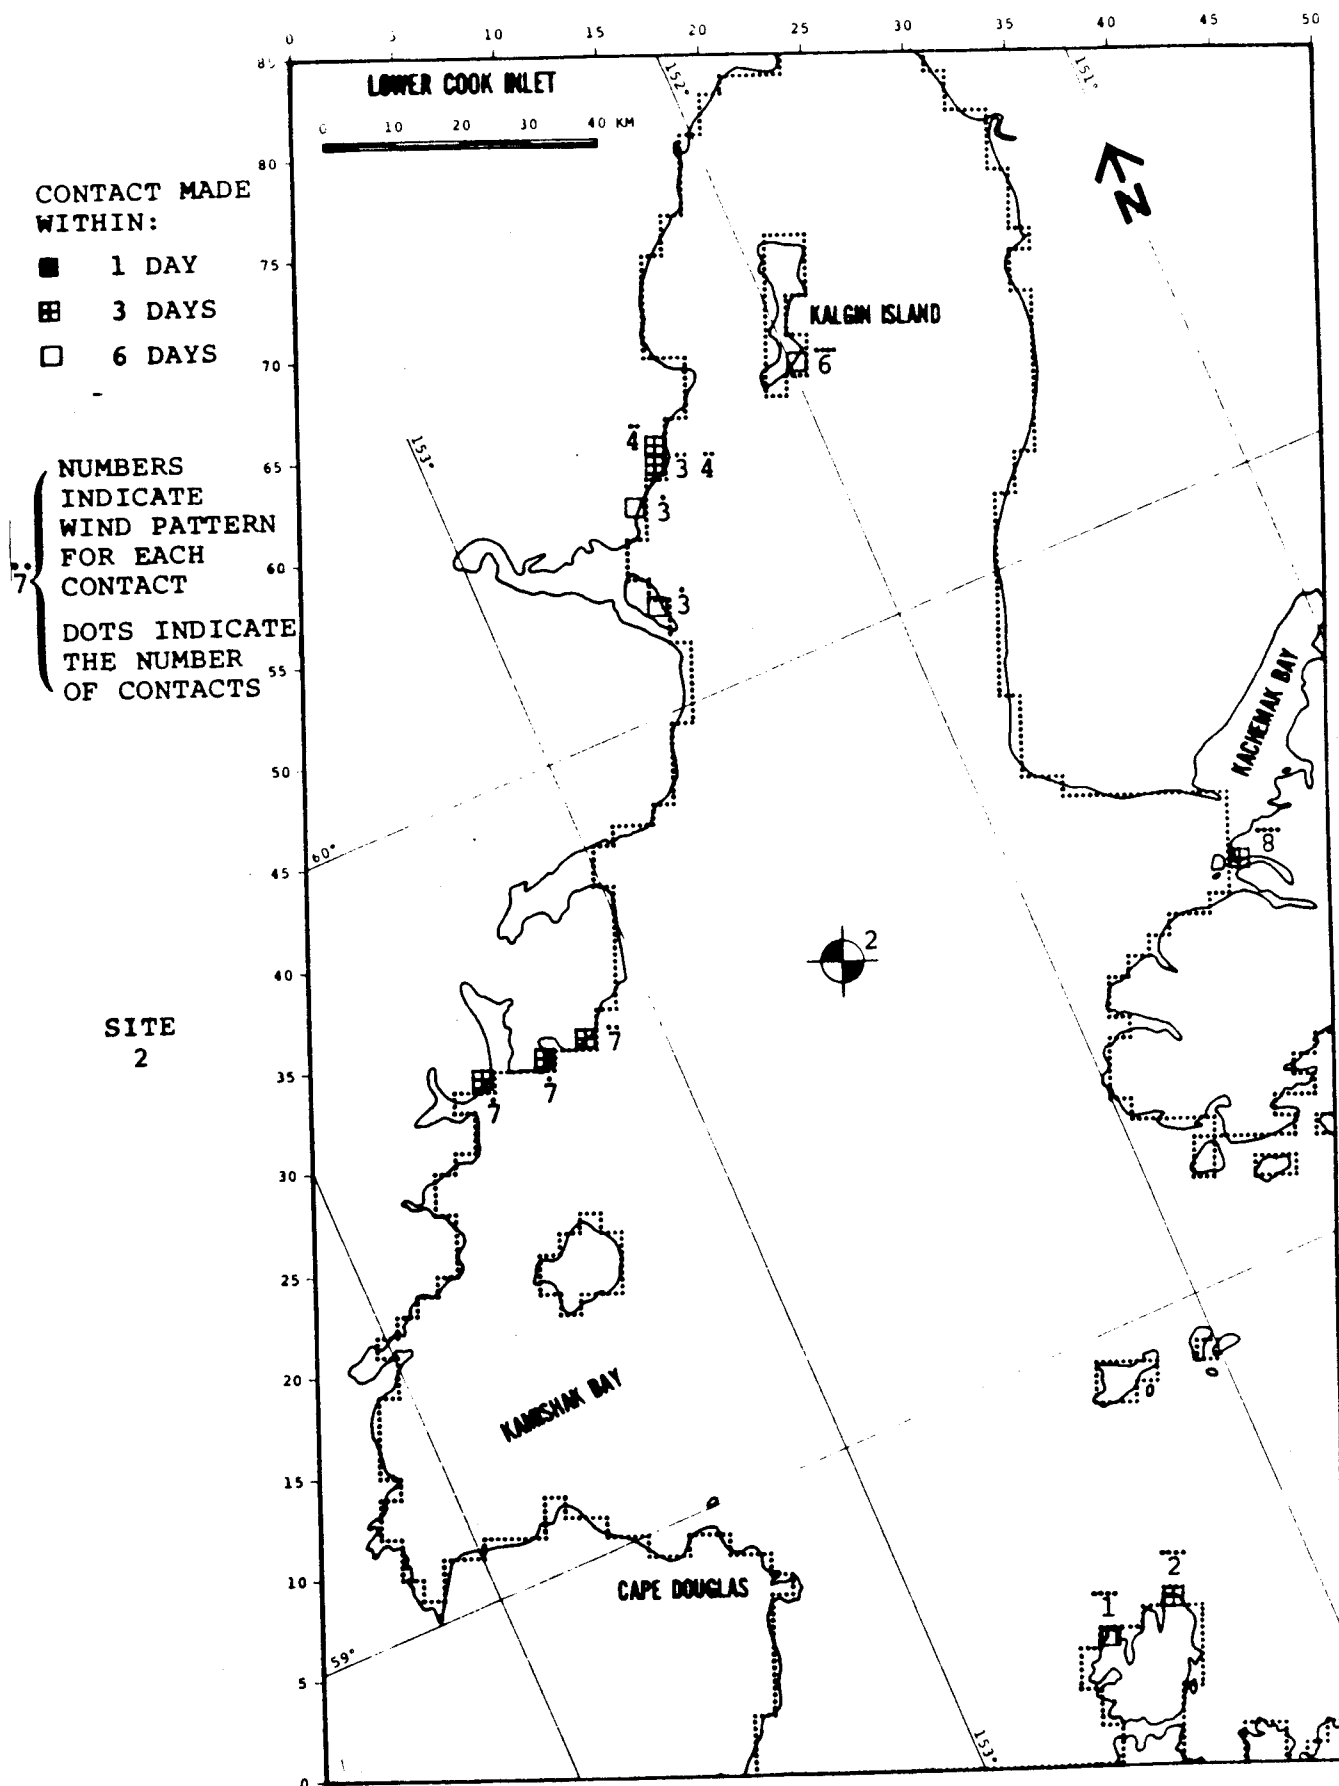 0 5 10 15 20 25 30 35 40 45 50
85
LOWER COOK INLET
152°
151°
0 10 20 30 40 KM
80
N
CONTACT MADE
WITHIN:
1 DAY
3 DAYS
6 DAYS
75
KALGIN ISLAND
70
6
4
153°
65
3 4
NUMBERS
INDICATE
WIND PATTERN
FOR EACH
CONTACT
7
3
60
3
DOTS INDICATE
THE NUMBER
OF CONTACTS
55
KACHEMAK BAY
50
60°
45
8
2
40
SITE
2
7
35
7
7
30
25
20
KAMISHAK BAY
15
10
CAPE DOUGLAS
2
1
59°
5
153°
0